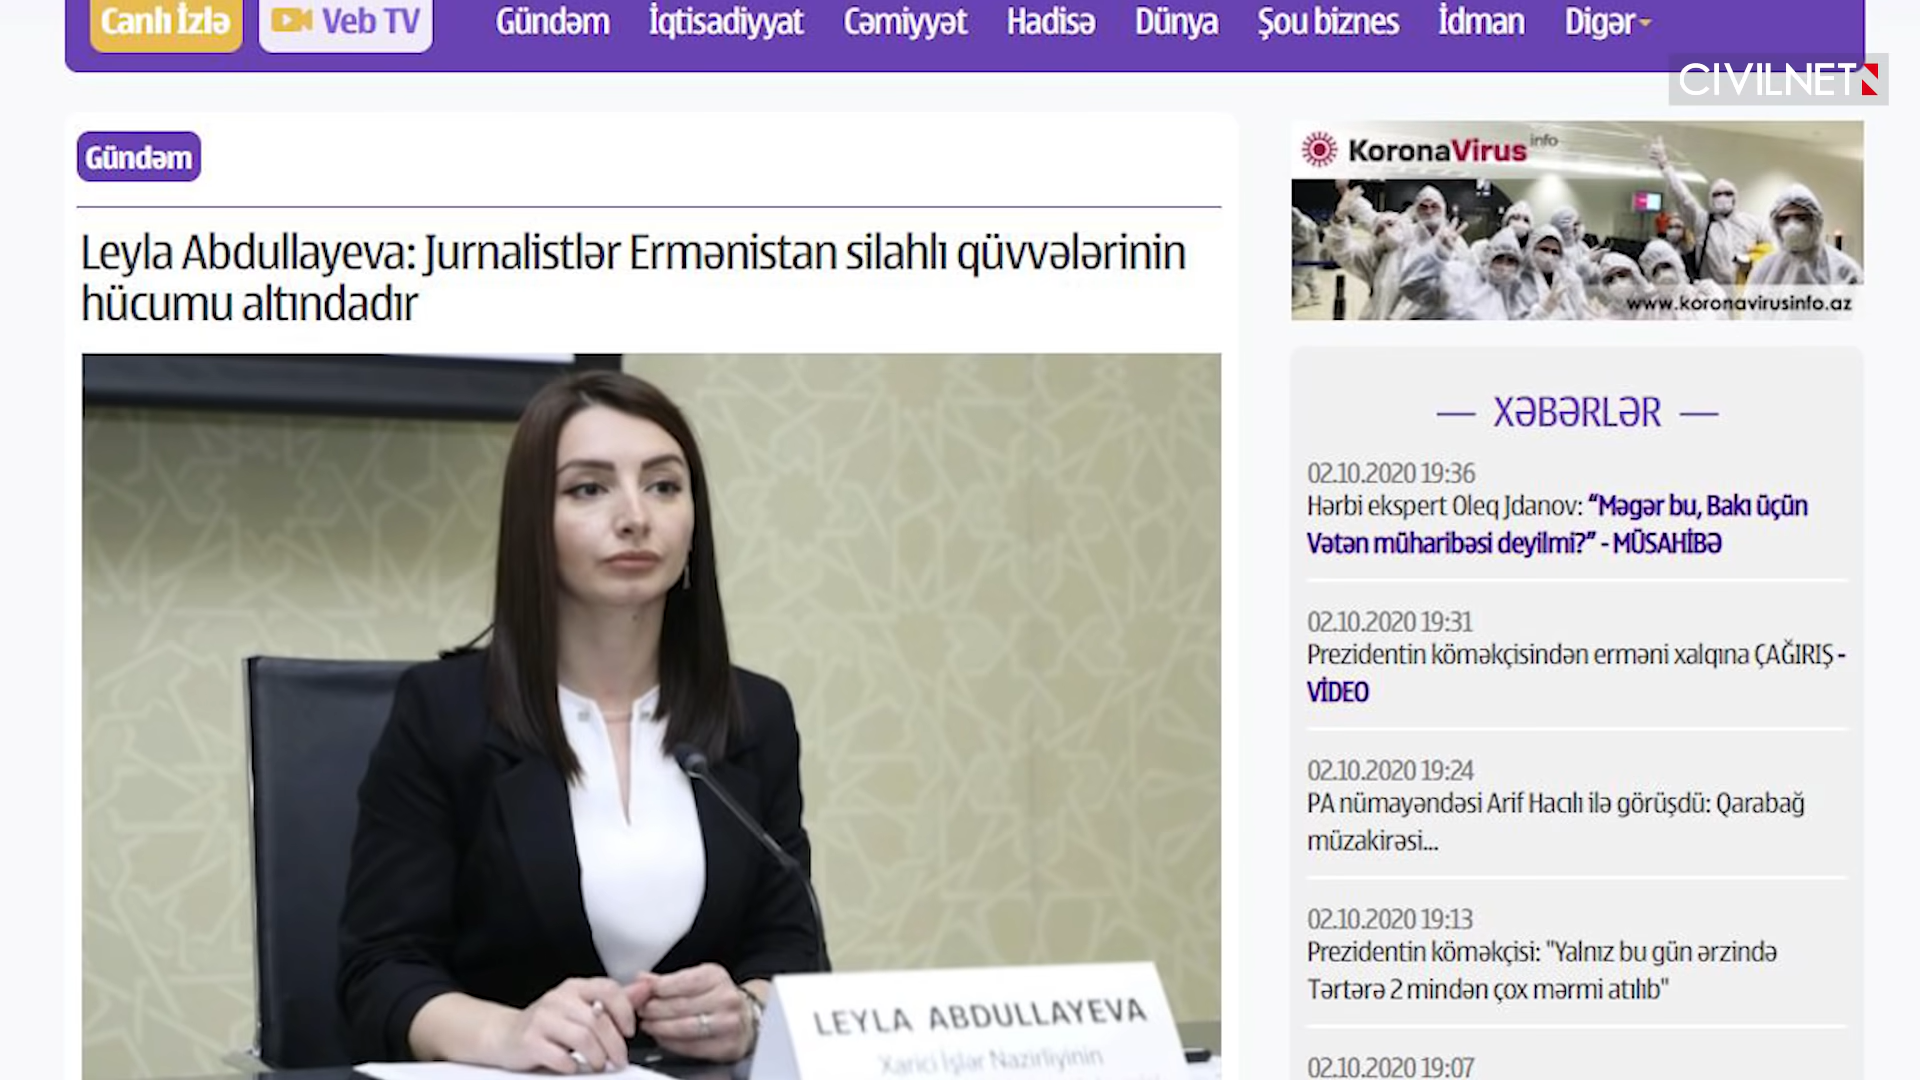 Canlı İzlə
Veb TV
Gündəm
İqtisadiyyat
Cəmiyyət
Hadisə
Dünya
Şou biznes
İdman
Digər
CIVILNET
Gündəm
Leyla Abdullayeva: Jurnalistlər Ermənistan silahlı qüvvələrinin
hücumu altındadır
LEYLA ABDULLAYEVA
Xarici İşlər Nazirliyinin
KoronaVirus info
www.koronavirusinfo.az
XƏBƏRLƏR
02.10.2020 19:36
Hərbi ekspert Oleq Jdanov: “Məgər bu, Bakı üçün
Vətən müharibəsi deyilmi?” - MÜSAHİBƏ
02.10.2020 19:31
Prezidentin köməkçisindən erməni xalqına ÇAĞIRIŞ -
VİDEO
02.10.2020 19:24
PA nümayəndəsi Arif Hacılı ilə görüşdü: Qarabağ
müzakirəsi...
02.10.2020 19:13
Prezidentin köməkçisi: "Yalnız bu gün ərzində
Tərtərə 2 mindən çox mərmi atılıb"
02.10.2020 19:07